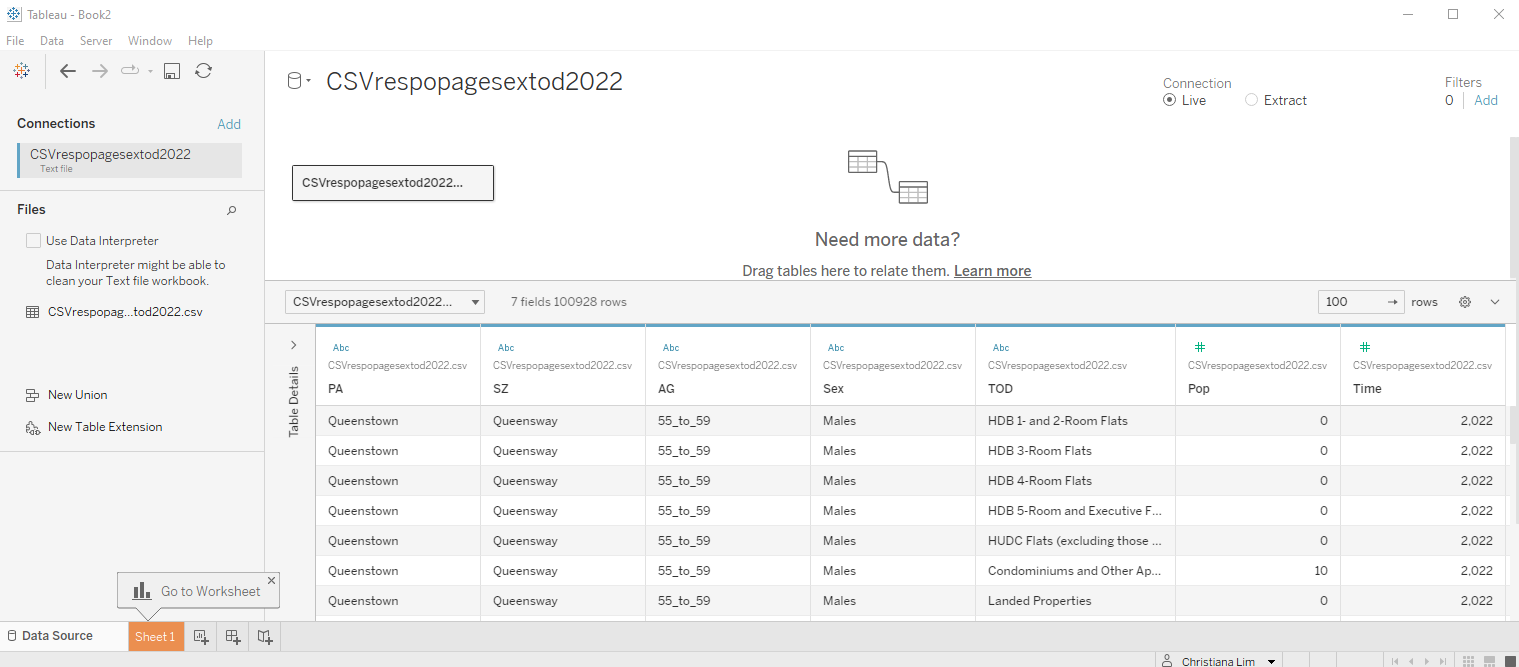 Tableau - Book2
File Data Server Window Help
CSVrespopagesextod2022
Connection
Live Extract
Filters
0 Add
Connections Add
CSVrespopagesextod2022
Text file
Files
Use Data Interpreter
Data Interpreter might be able to
clean your Text file workbook.
CSVrespopag...tod2022.csv
New Union
New Table Extension
CSVrespopagesextod2022...
Need more data?
Drag tables here to relate them. Learn more
CSVrespopagesextod2022... 7 fields 100928 rows 100 rows
Table Details
Abc Abc Abc Abc Abc # #
CSVrespopagesextod2022.csv CSVrespopagesextod2022.csv CSVrespopagesextod2022.csv CSVrespopagesextod2022.csv CSVrespopagesextod2022.csv CSVrespopagesextod2022.csv CSVrespopagesextod2022.csv
PA SZ AG Sex TOD Pop Time
Queenstown Queensway 55_to_59 Males HDB 1- and 2-Room Flats 0 2,022
Queenstown Queensway 55_to_59 Males HDB 3-Room Flats 0 2,022
Queenstown Queensway 55_to_59 Males HDB 4-Room Flats 0 2,022
Queenstown Queensway 55_to_59 Males HDB 5-Room and Executive F... 0 2,022
Queenstown Queensway 55_to_59 Males HUDC Flats (excluding those ... 0 2,022
Queenstown Queensway 55_to_59 Males Condominiums and Other Ap... 10 2,022
Queenstown Queensway 55_to_59 Males Landed Properties 0 2,022
Go to Worksheet
Data Source Sheet 1
Christiana Lim